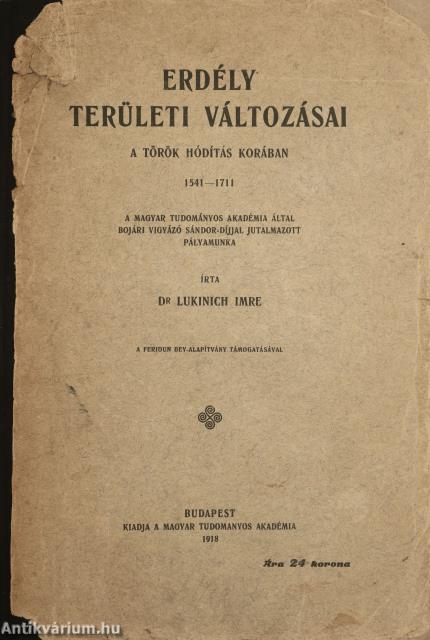 ERDÉLY
TERÜLETI VÁLTOZÁSAI
A TÖRÖK HÓDÍTÁS KORÁBAN
1541—1711
A MAGYAR TUDOMÁNYOS AKADÉMIA ÁLTAL
BOJÁRI VIGYÁZÓ SÁNDOR-DÍJJAL JUTALMAZOTT
PÁLYAMUNKA
ÍRTA
DR LUKINICH IMRE
A FERIDUN BEY-ALAPÍTVÁNY TÁMOGATÁSÁVAL
BUDAPEST
KIADJA A MAGYAR TUDOMÁNYOS AKADÉMIA
1918
Ára 24 korona
Antikvárium.hu